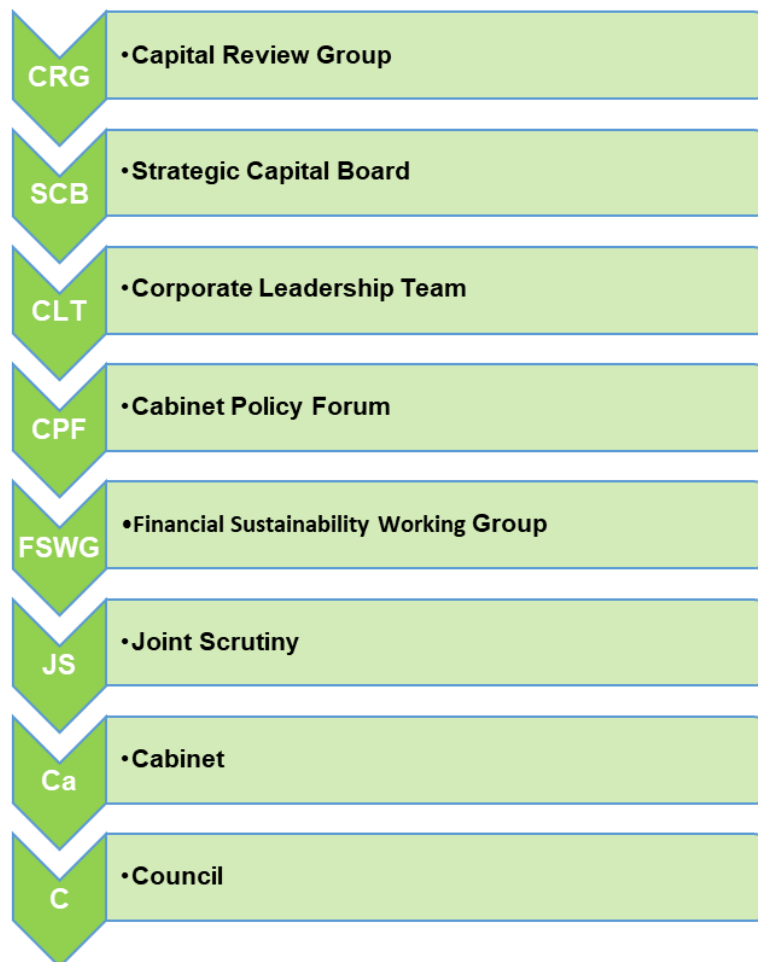 CRG
•Capital Review Group
SCB
•Strategic Capital Board
CLT
•Corporate Leadership Team
CPF
•Cabinet Policy Forum
FSWG
•Financial Sustainability Working Group
JS
•Joint Scrutiny
Ca
•Cabinet
C
•Council